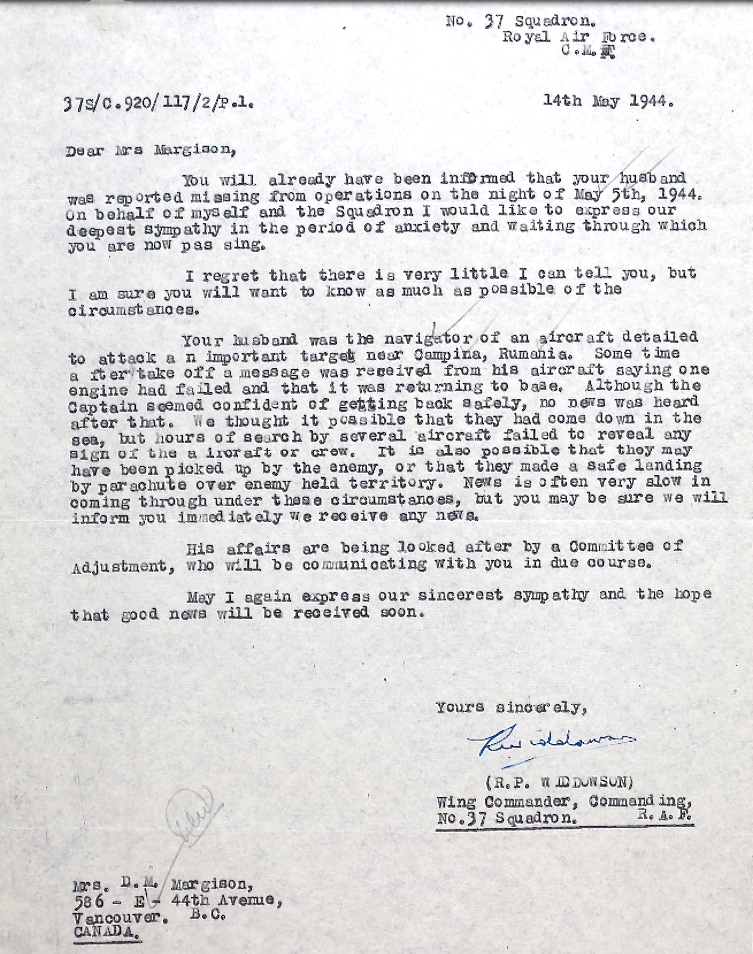 No. 37 Squadron.
Royal Air Force.
C.M.F
37S/C.920/117/2/P.1.
14th May 1944.
Dear Mrs Margison,
You will already have been informed that your husband
was reported missing from operations on the night of May 5th, 1944.
On behalf of myself and the Squadron I would like to express our
deepest sympathy in the period of anxiety and waiting through which
you are now pas sing.
I regret that there is very little I can tell you, but
I am sure you will want to know as much as possible of the
circumstances.
Your husband was the navigator of an aircraft detailed
to attack a n important target near Campina, Rumania. Some time
a fter take off a message was received from his aircraft saying one
engine had failed and that it was returning to base. Although the
Captain seemed confident of getting back safely, no news was heard
after that. We thought it possible that they had come down in the
sea, but hours of search by several aircraft failed to reveal any
sign of the a ircraft or crew. It is also possible that they may
have been picked up by the enemy, or that they made a safe landing
by parachute over enemy held territory. News is often very slow in
coming through under these circumstances, but you may be sure we will
inform you immediately we receive any news.
His affairs are being looked after by a Committee of
Adjustment, who will be communicating with you in due course.
May I again express our sincerest sympathy and the hope
that good news will be received soon.
Yours sincerely,
(R.P. WIDDOWSON)
Wing Commander, Commanding,
No.37 Squadron. R.A.F.
Mrs. D.M. Margison,
586 - E - 44th Avenue,
Vancouver. B.C.
CANADA.